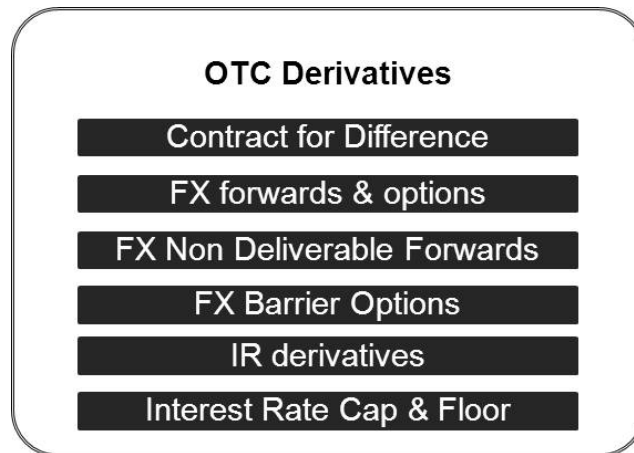 OTC Derivatives
Contract for Difference
FX forwards & options
FX Non Deliverable Forwards
FX Barrier Options
IR derivatives
Interest Rate Cap & Floor